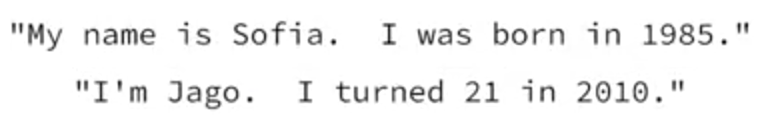 "My name is Sofia.  I was born in 1985."
"I'm Jago.  I turned 21 in 2010."